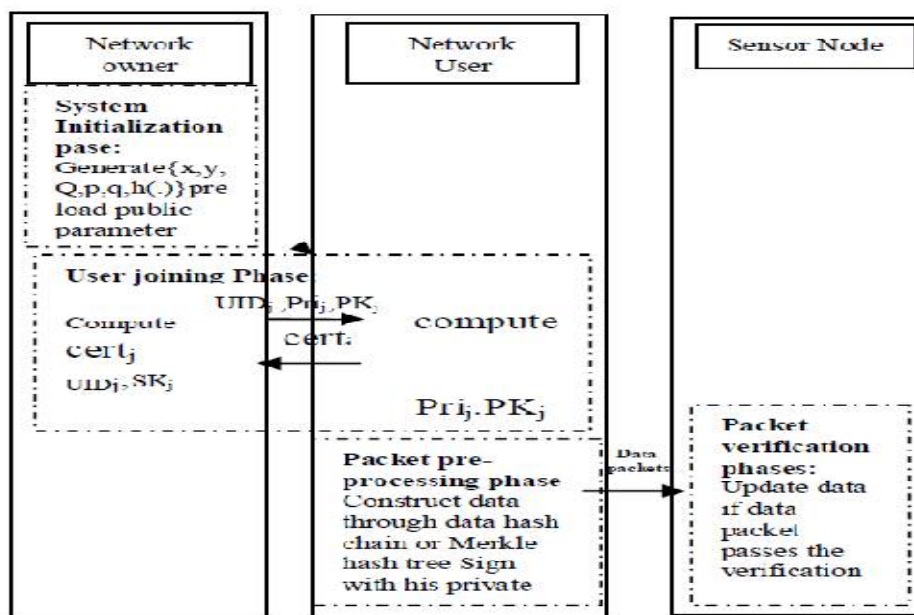 Network
owner
Network
User
Sensor Node
System
Initialization
pase:
Generate{x,y,
Q,p,q,h(.)}pre
load public
parameter
User joining Phase:
UIDj,Prij,PKj
Compute
certj
UIDj,SKj
certi
compute
Prij.PKj
Packet pre-
processing phase
Construct data
through data hash
chain or Merkle
hash tree Sign
with his private
Data
packets
Packet
verification
phases:
Update data
if data
packet
passes the
verification